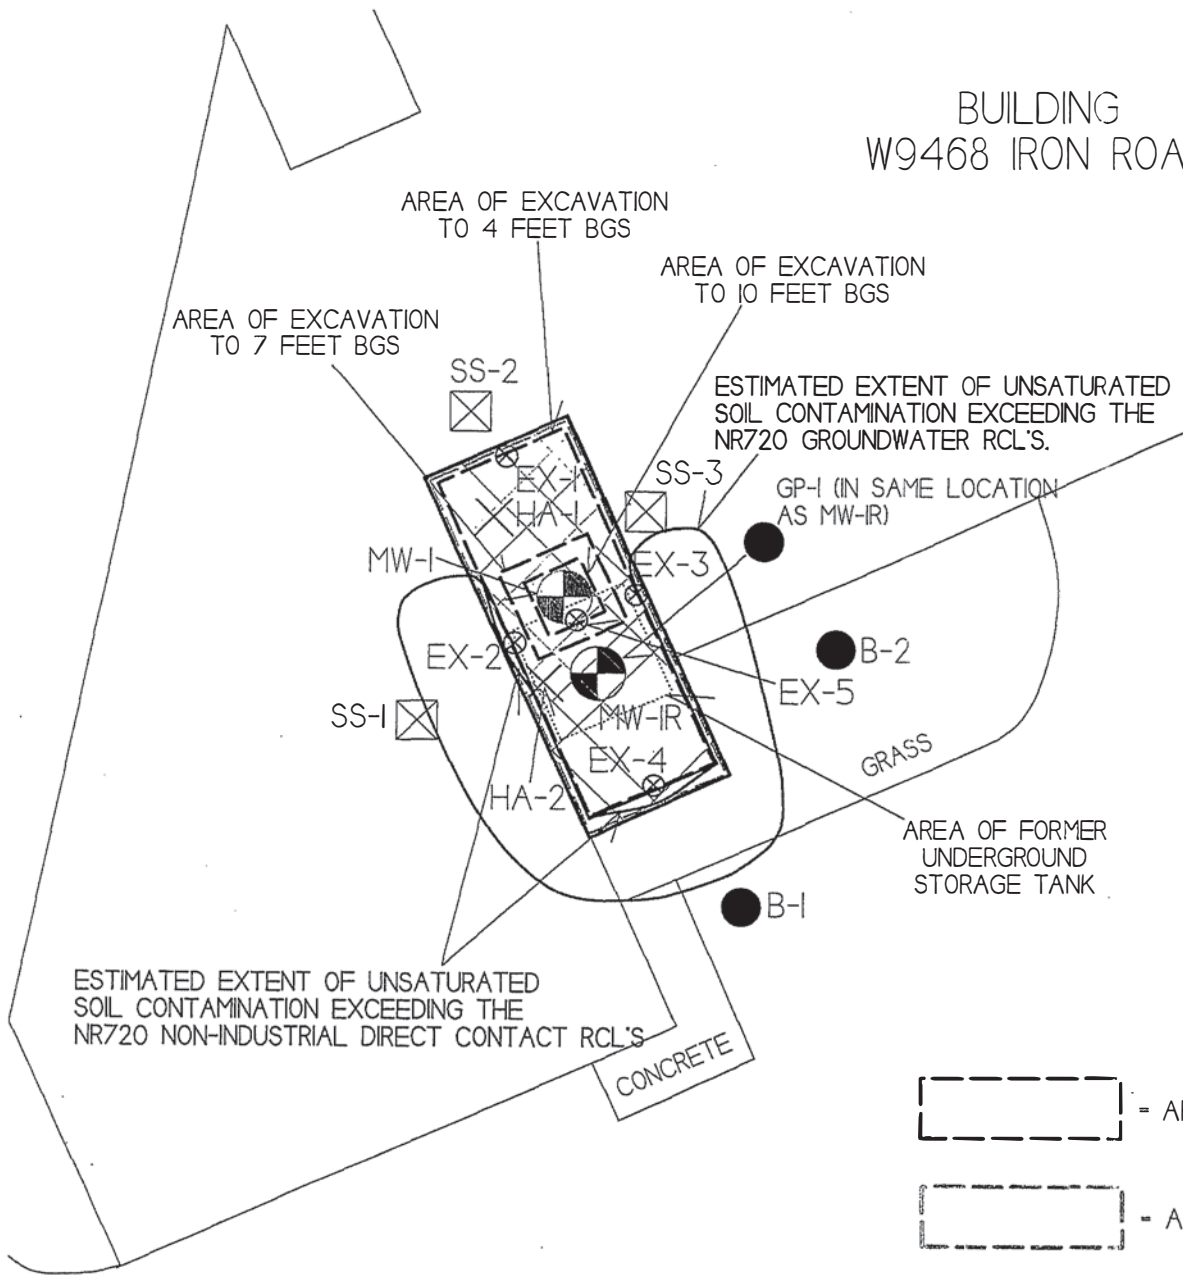 BUILDING
W9468 IRON ROA
AREA OF EXCAVATION
TO 4 FEET BGS
AREA OF EXCAVATION
TO 10 FEET BGS
AREA OF EXCAVATION
TO 7 FEET BGS
SS-2
ESTIMATED EXTENT OF UNSATURATED
SOIL CONTAMINATION EXCEEDING THE
NR720 GROUNDWATER RCL'S.
SS-3
GP-1 (IN SAME LOCATION
AS MW-1R)
EX-1
HA-1
MW-1
EX-3
EX-2
B-2
EX-5
SS-1
MW-1R
EX-4
GRASS
HA-2
AREA OF FORMER
UNDERGROUND
STORAGE TANK
B-1
ESTIMATED EXTENT OF UNSATURATED
SOIL CONTAMINATION EXCEEDING THE
NR720 NON-INDUSTRIAL DIRECT CONTACT RCL'S
CONCRETE
= A
= A